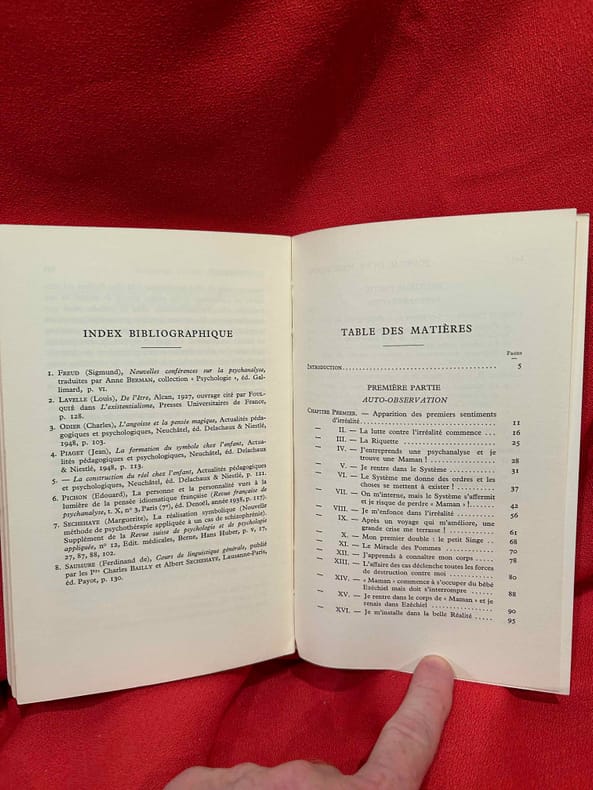 INDEX BIBLIOGRAPHIQUE
1. FREUD (Sigmund), Nouvelles conférences sur la psychanalyse,
traduites par Anne BERMAN, collection « Psychologie », éd. Gal-
limard, p. VI.
2. LAVELLE (Louis), De l'être, Alcan, 1927, ouvrage cité par FOUL-
QUIÉ dans L'existentialisme, Presses Universitaires de France,
p. 128.
3. ODIER (Charles), L'angoisse et la pensée magique, Actualités péda-
gogiques et psychologiques, Neuchâtel, éd. Delachaux & Niestlé,
1948, p. 103.
4. PIAGET (Jean), La formation du symbole chez l'enfant, Actua-
lités pédagogiques et psychologiques, Neuchâtel, éd. Delachaux
& Niestlé, 1948, p. 113.
5. — La construction du réel chez l'enfant, Actualités pédagogiques
et psychologiques, Neuchâtel, éd. Delachaux & Niestlé, p. 121.
6. PICHON (Edouard), La personne et la personnalité vues à la
lumière de la pensée idiomatique française (Revue française de
psychanalyse, t. X, n° 3, Paris (7e), éd. Denoël, année 1938, p. 117).
7. SECHEHAYE (Marguerite), La réalisation symbolique (Nouvelle
méthode de psychothérapie appliquée à un cas de schizophrénie).
Supplément de la Revue suisse de psychologie et de psychologie
appliquée, n° 12, Edit. médicales, Berne, Hans Huber, p. 7, 17,
27, 87, 88, 102.
8. SAUSSURE (Ferdinand de), Cours de linguistique générale, publié
par les Prs Charles BAILLY et Albert SECHEHAYE, Lausanne-Paris,
éd. Payot, p. 130.
TABLE DES MATIÈRES
Pages
INTRODUCTION 5
PREMIÈRE PARTIE
AUTO-OBSERVATION
CHAPITRE PREMIER. — Apparition des premiers sentiments
d'irréalité 11
— II. — La lutte contre l'irréalité commence 16
— III. — La Riquette 25
— IV. — J'entreprends une psychanalyse et je
trouve une Maman ! 28
— V. — Je rentre dans le Système 31
— VI. — Le Système me donne des ordres et les
choses se mettent à exister ! 37
— VII. — On m'interne, mais le Système s'affermit
et je risque de perdre « Maman » ! 42
— VIII. — Je m'enfonce dans l'irréalité 56
— IX. — Après un voyage qui m'améliore, une
grande crise me terrasse ! 61
— X. — Mon premier double : le petit Singe 68
— XI. — Le Miracle des Pommes 70
— XII. — J'apprends à connaître mon corps 78
— XIII. — L'affaire des cas déclenche toutes les forces
de destruction contre moi 80
— XIV. — « Maman » commence à s'occuper du bébé
Ezéchiel mais doit s'interrompre 88
— XV. — Je rentre dans le corps de « Maman » et je
renais dans Ezéchiel 90
— XVI. — Je m'installe dans la belle Réalité 95